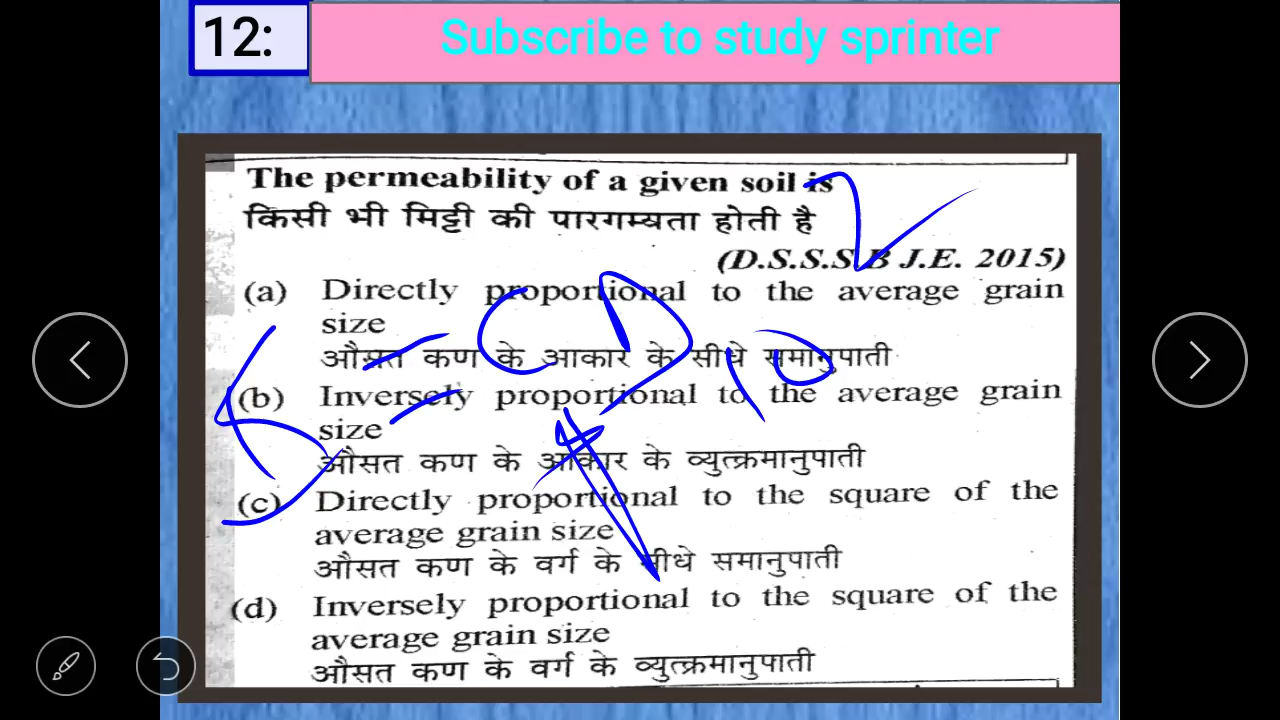 12:
Subscribe to study sprinter
The permeability of a given soil is
किसी भी मिट्टी की पारगम्यता होती है
(D.S.S.S.B J.E. 2015)
(a) Directly proportional to the average grain
size
औसत कण के आकार के सीधे समानुपाती
(b) Inversely proportional to the average grain
size
औसत कण के आकार के व्युत्क्रमानुपाती
(c) Directly proportional to the square of the
average grain size
औसत कण के वर्ग के सीधे समानुपाती
(d) Inversely proportional to the square of the
average grain size
औसत कण के वर्ग के व्युत्क्रमानुपाती